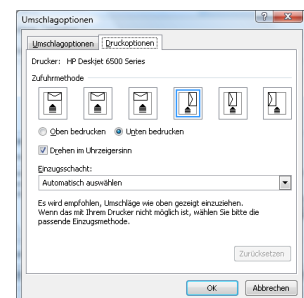 Umschlagoptionen
Umschlagoptionen Druckoptionen
Drucker: HP Deskjet 6500 Series
Zufuhrmethode
Oben bedrucken Unten bedrucken
Drehen im Uhrzeigersinn
Einzugsschacht:
Automatisch auswählen
Es wird empfohlen, Umschläge wie oben gezeigt einzuziehen.
Wenn das mit Ihrem Drucker nicht möglich ist, wählen Sie bitte die
passende Einzugsmethode.
Zurücksetzen
OK Abbrechen